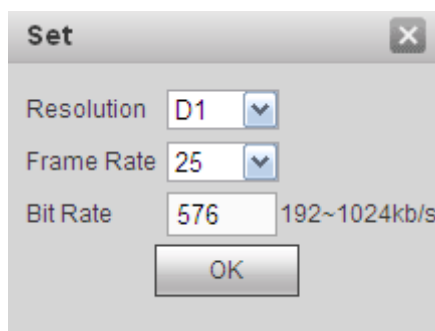 Set
Resolution D1
Frame Rate 25
Bit Rate 576 192~1024kb/s
OK